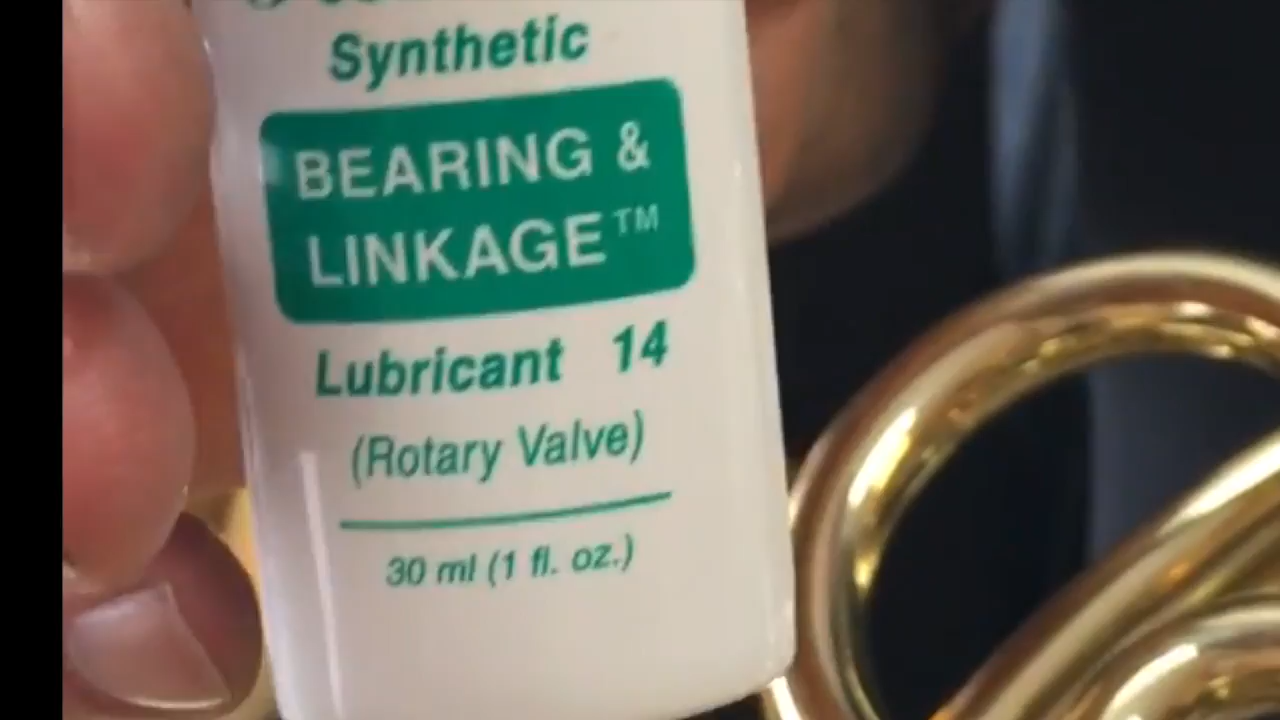 Synthetic
BEARING &
LINKAGE™
Lubricant 14
(Rotary Valve)
30 ml (1 fl. oz.)